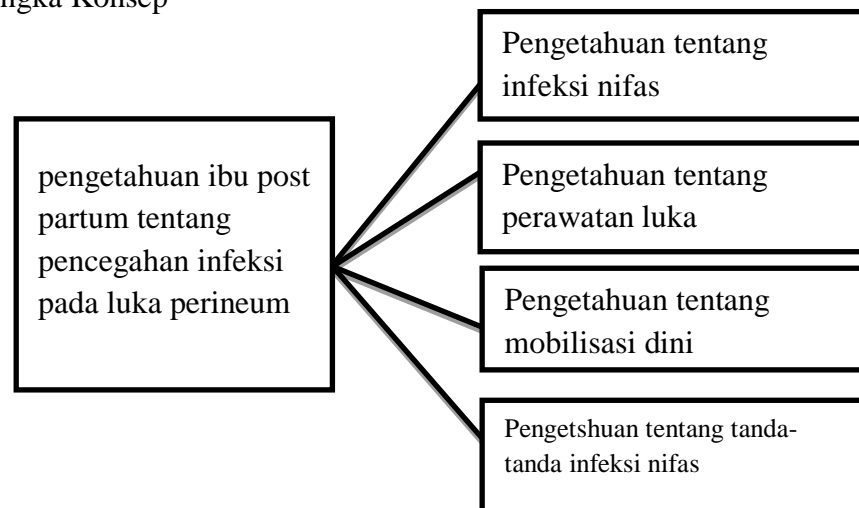 Konsep
Pengetahuan tentang
infeksi nifas
pengetahuan ibu post
partum tentang
pencegahan infeksi
pada luka perineum
Pengetahuan tentang
perawatan luka
Pengetahuan tentang
mobilisasi dini
Pengetshuan tentang tanda-
tanda infeksi nifas